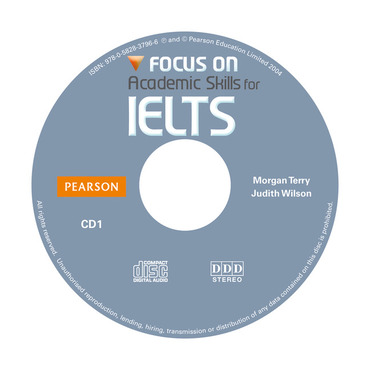 ISBN: 978-0-5828-3796-6 ℗ and © Pearson Education Limited 2004
FOCUS ON
Academic Skills for
IELTS
PEARSON
Morgan Terry
Judith Wilson
CD1
COMPACT
disc
DIGITAL AUDIO
DDD
STEREO
All rights reserved. Unauthorised reproduction, lending, hiring, transmission or distribution of any data contained on this disc is prohibited.